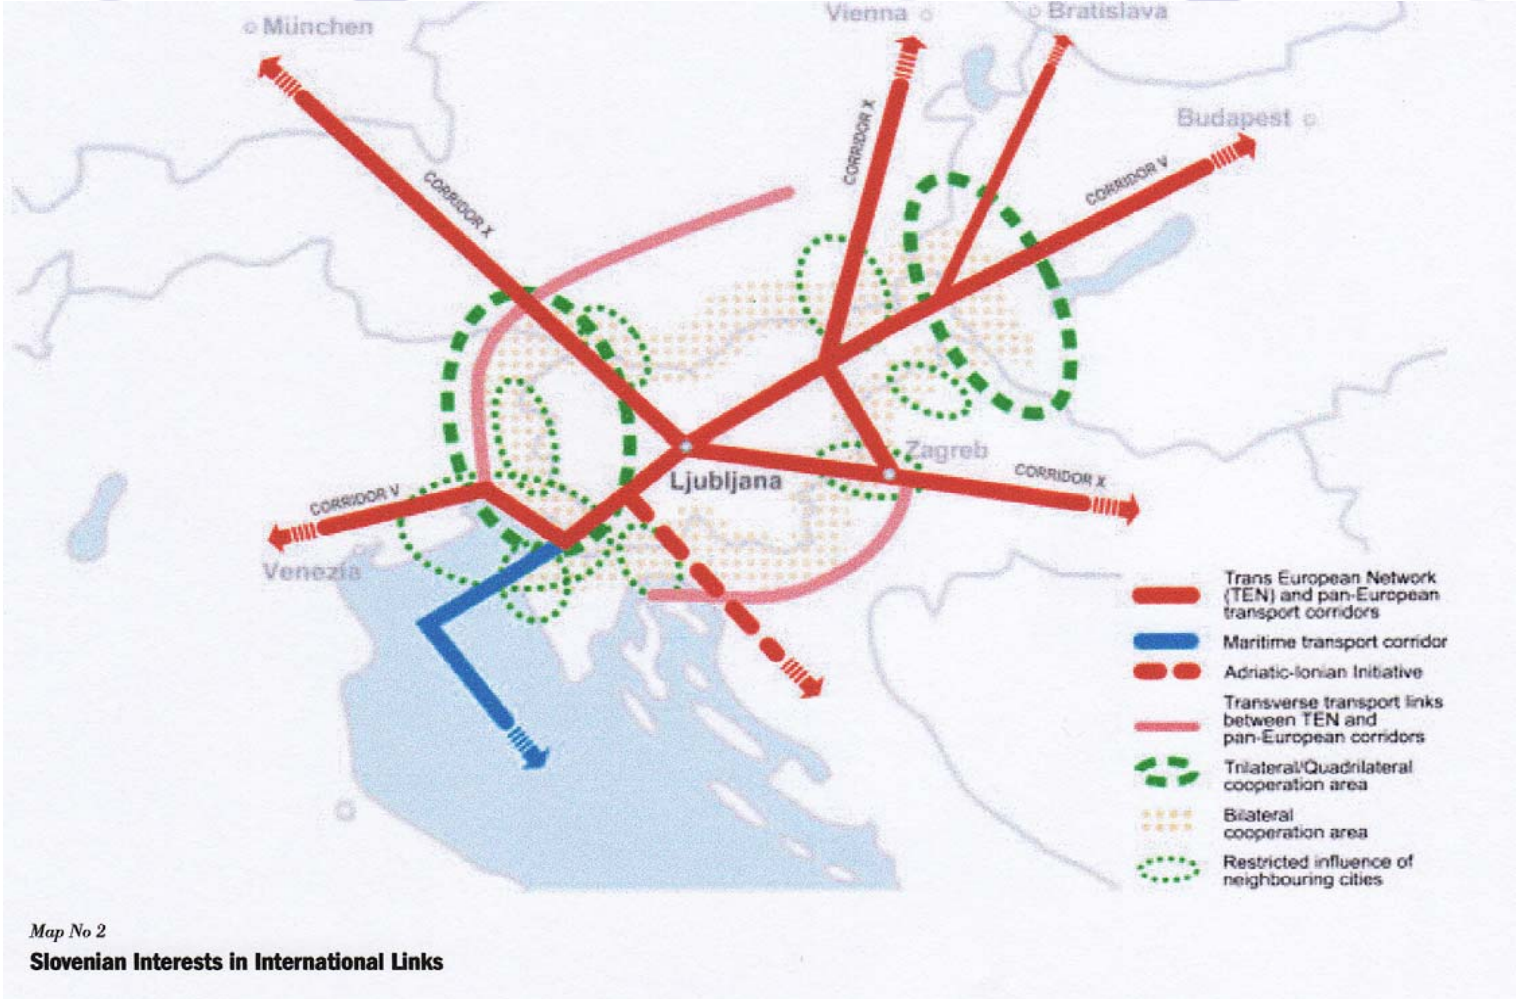 München
Vienna
Bratislava
Budapest
CORRIDOR X
CORRIDOR X
CORRIDOR V
Zagreb
Ljubljana
CORRIDOR X
CORRIDOR V
Venezia
Trans European Network
(TEN) and pan-European
transport corridors
Maritime transport corridor
Adriatic-Ionian Initiative
Transverse transport links
between TEN and
pan-European corridors
Trilateral/Quadrilateral
cooperation area
Bilateral
cooperation area
Restricted influence of
neighbouring cities
Map No 2
Slovenian Interests in International Links